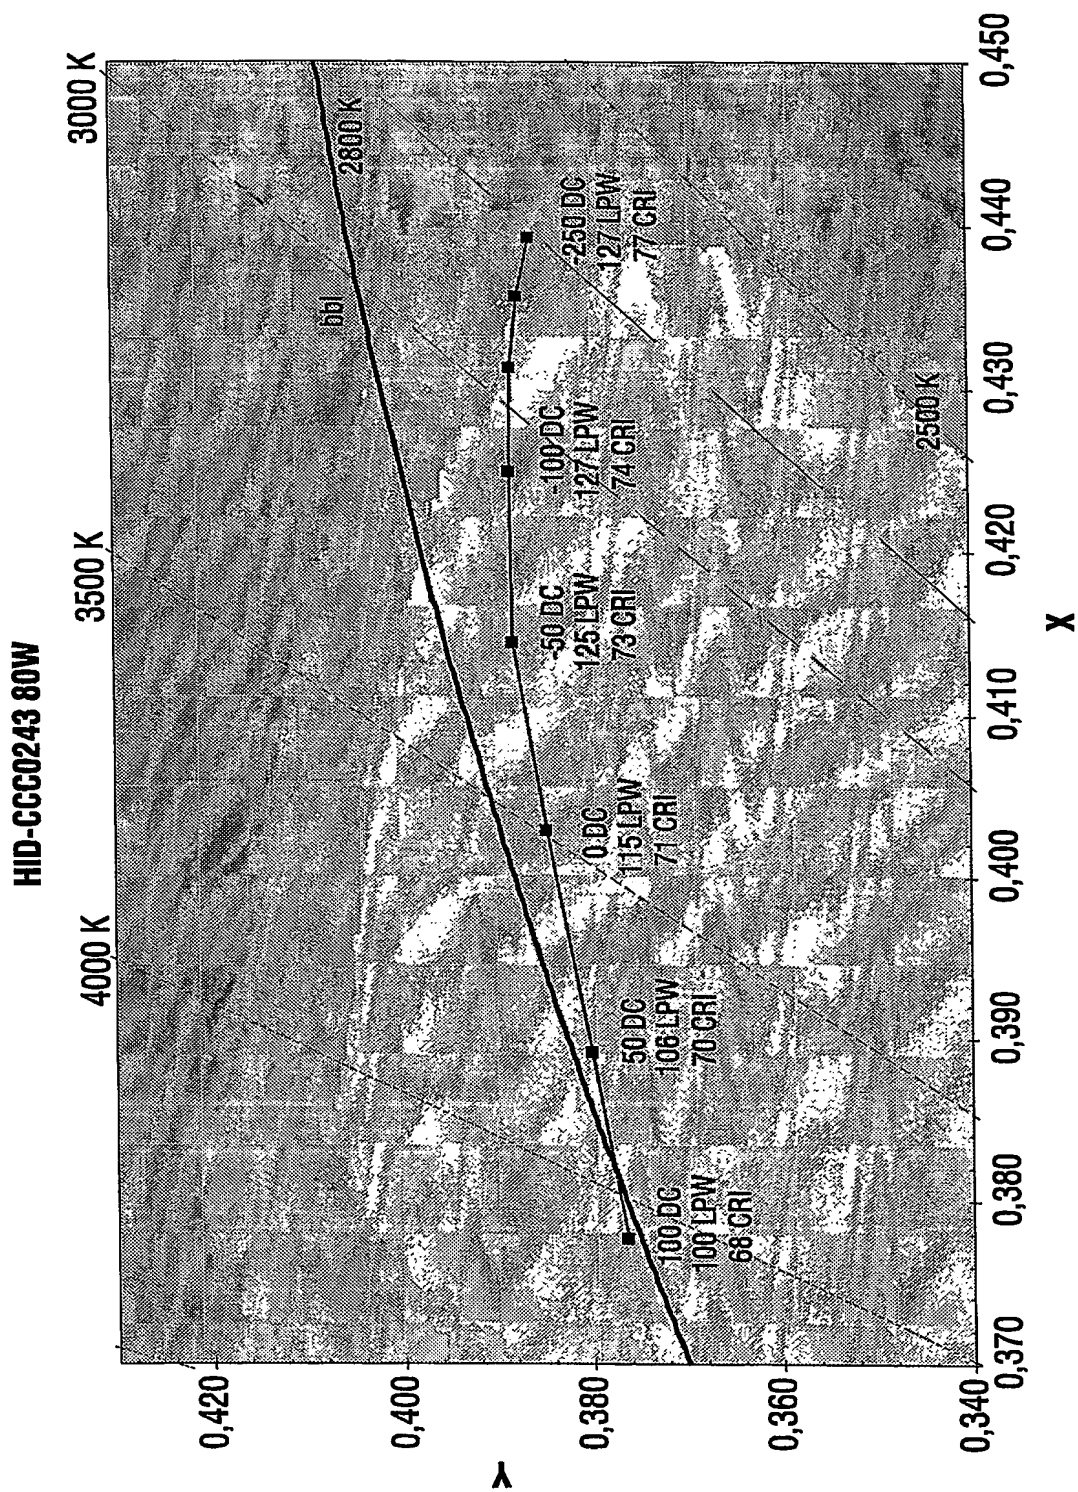 HID-CCC0243 80W
4000 K
3500 K
3000 K
bbl
2800 K
2500 K
100 DC
100 LPW
68 CRI
50 DC
106 LPW
70 CRI
0 DC
115 LPW
71 CRI
-50 DC
125 LPW
73 CRI
-100 DC
127 LPW
74 CRI
-250 DC
127 LPW
77 CRI
Y
0,420
0,400
0,380
0,360
0,340
0,370
0,380
0,390
0,400
0,410
0,420
0,430
0,440
0,450
X